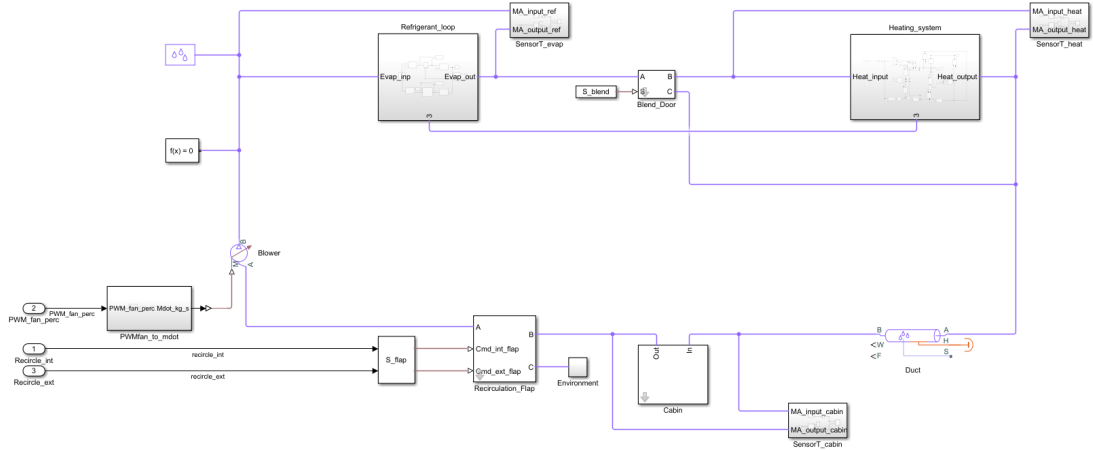 MA_input_ref
MA_output_ref
SensorT_evap
Refrigerant_loop
Evap_inp
Evap_out
3
S_blend
A
B
S
C
Blend_Door
Heating_system
Heat_input
Heat_output
3
MA_input_heat
MA_output_heat
SensorT_heat
f(x) = 0
B
Blower
M
A
2
PWM_fan_perc
PWM_fan_perc
PWM_fan_perc Mdot_kg_s
PWMfan_to_mdot
1
Recircle_int
recircle_int
3
Recircle_ext
recircle_ext
S_flap
A
B
Cmd_int_flap
C
Cmd_ext_flap
Recirculation_Flap
Environment
Out
In
Cabin
MA_input_cabin
MA_output_cabin
SensorT_cabin
B
A
W
H
F
S
Duct